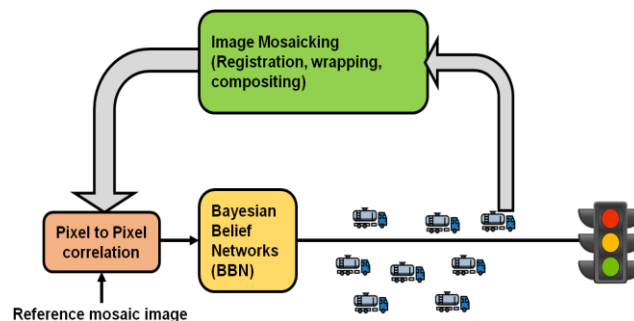 Image Mosaicking
(Registration, wrapping,
compositing)
Pixel to Pixel
correlation
Bayesian
Belief
Networks
(BBN)
Reference mosaic image